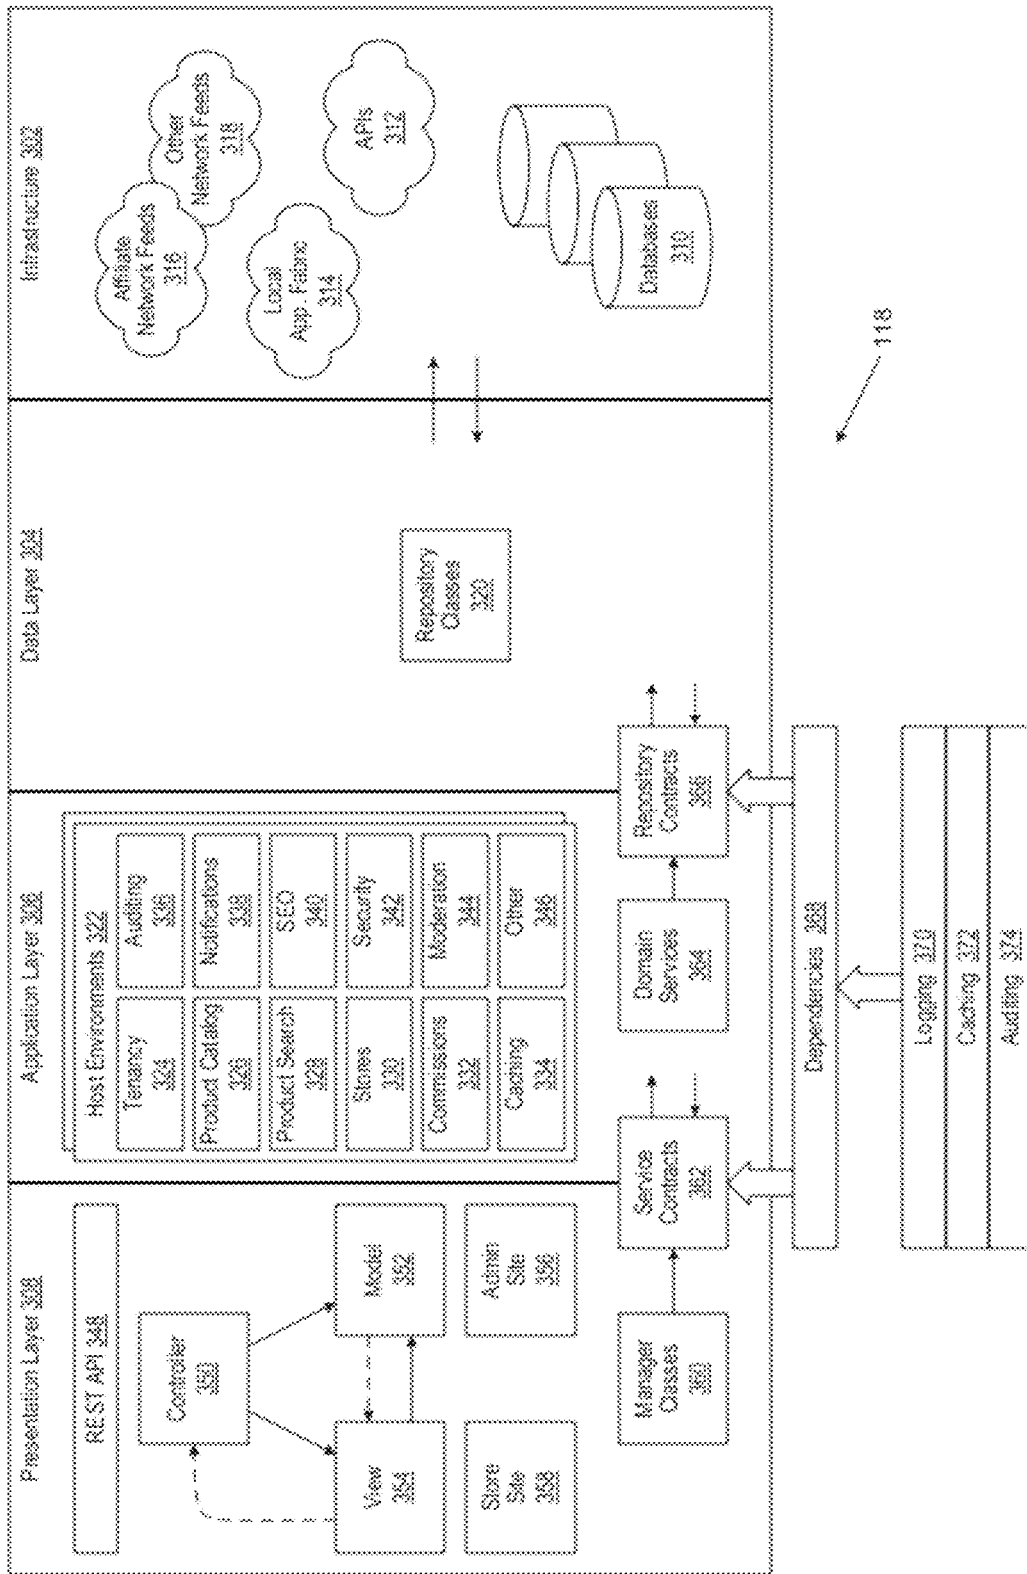 Presentation Layer 308
REST API 348
Controller
350
View
354
Model
352
Store
Site
358
Admin
Site
356
Manager
Classes
360
Service
Contracts
362
Application Layer 306
Host Environments 322
Tenancy
324
Auditing
336
Product Catalog
326
Notifications
338
Product Search
328
SEO
340
Stores
330
Security
342
Commissions
332
Moderation
344
Caching
334
Other
346
Domain
Services
364
Repository
Contracts
366
Data Layer 304
Repository
Classes
320
Infrastructure 302
Affiliate
Network Feeds
316
Other
Network Feeds
318
Local
App. Fabric
314
APIs
312
Databases
310
Dependencies 368
118
Logging 370
Caching 372
Auditing 374